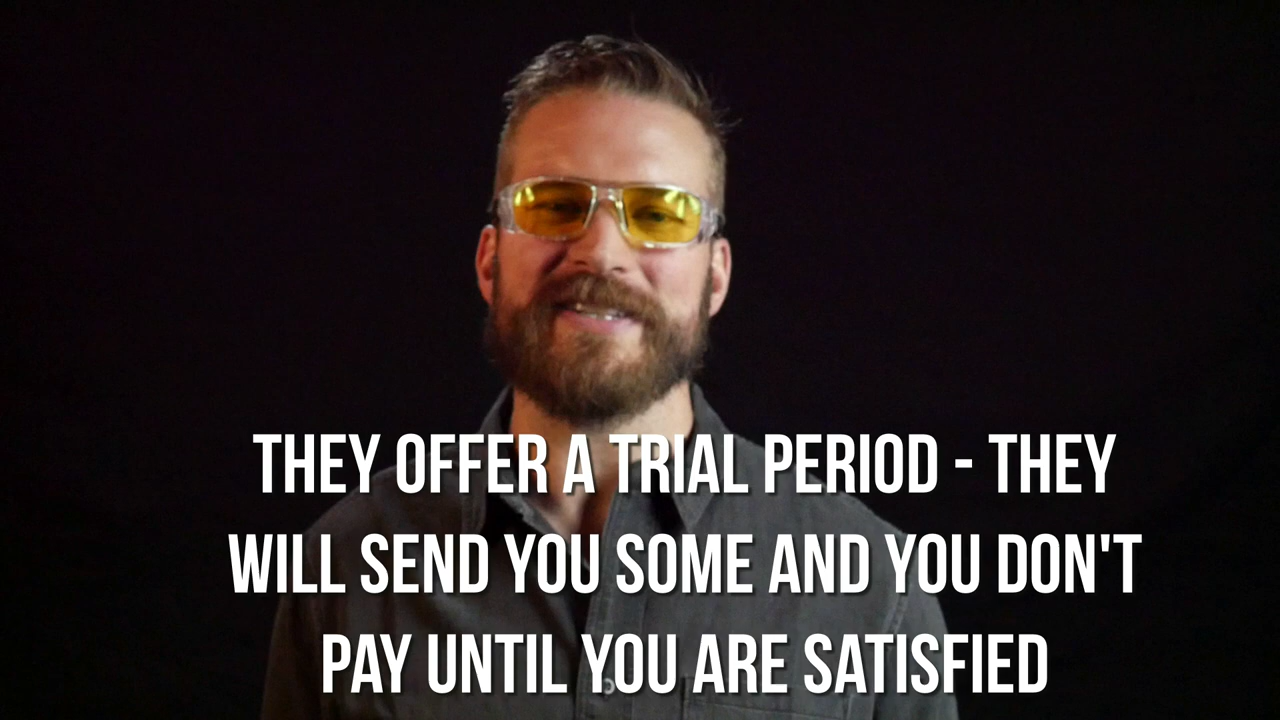 THEY OFFER A TRIAL PERIOD - THEY
WILL SEND YOU SOME AND YOU DON'T
PAY UNTIL YOU ARE SATISFIED